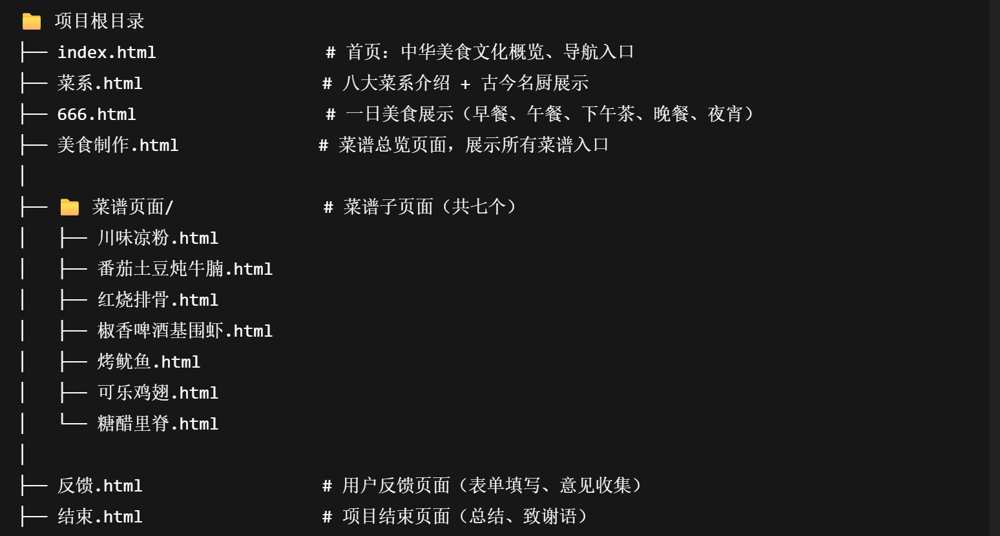 📁 项目根目录
├── index.html # 首页：中华美食文化概览、导航入口
├── 菜系.html # 八大菜系介绍 + 古今名厨展示
├── 666.html # 一日美食展示（早餐、午餐、下午茶、晚餐、夜宵）
├── 美食制作.html # 菜谱总览页面，展示所有菜谱入口
│
├── 📁 菜谱页面/ # 菜谱子页面（共七个）
│   ├── 川味凉粉.html
│   ├── 番茄土豆炖牛腩.html
│   ├── 红烧排骨.html
│   ├── 椒香啤酒基围虾.html
│   ├── 烤鱿鱼.html
│   ├── 可乐鸡翅.html
│   └── 糖醋里脊.html
│
├── 反馈.html # 用户反馈页面（表单填写、意见收集）
├── 结束.html # 项目结束页面（总结、致谢语）